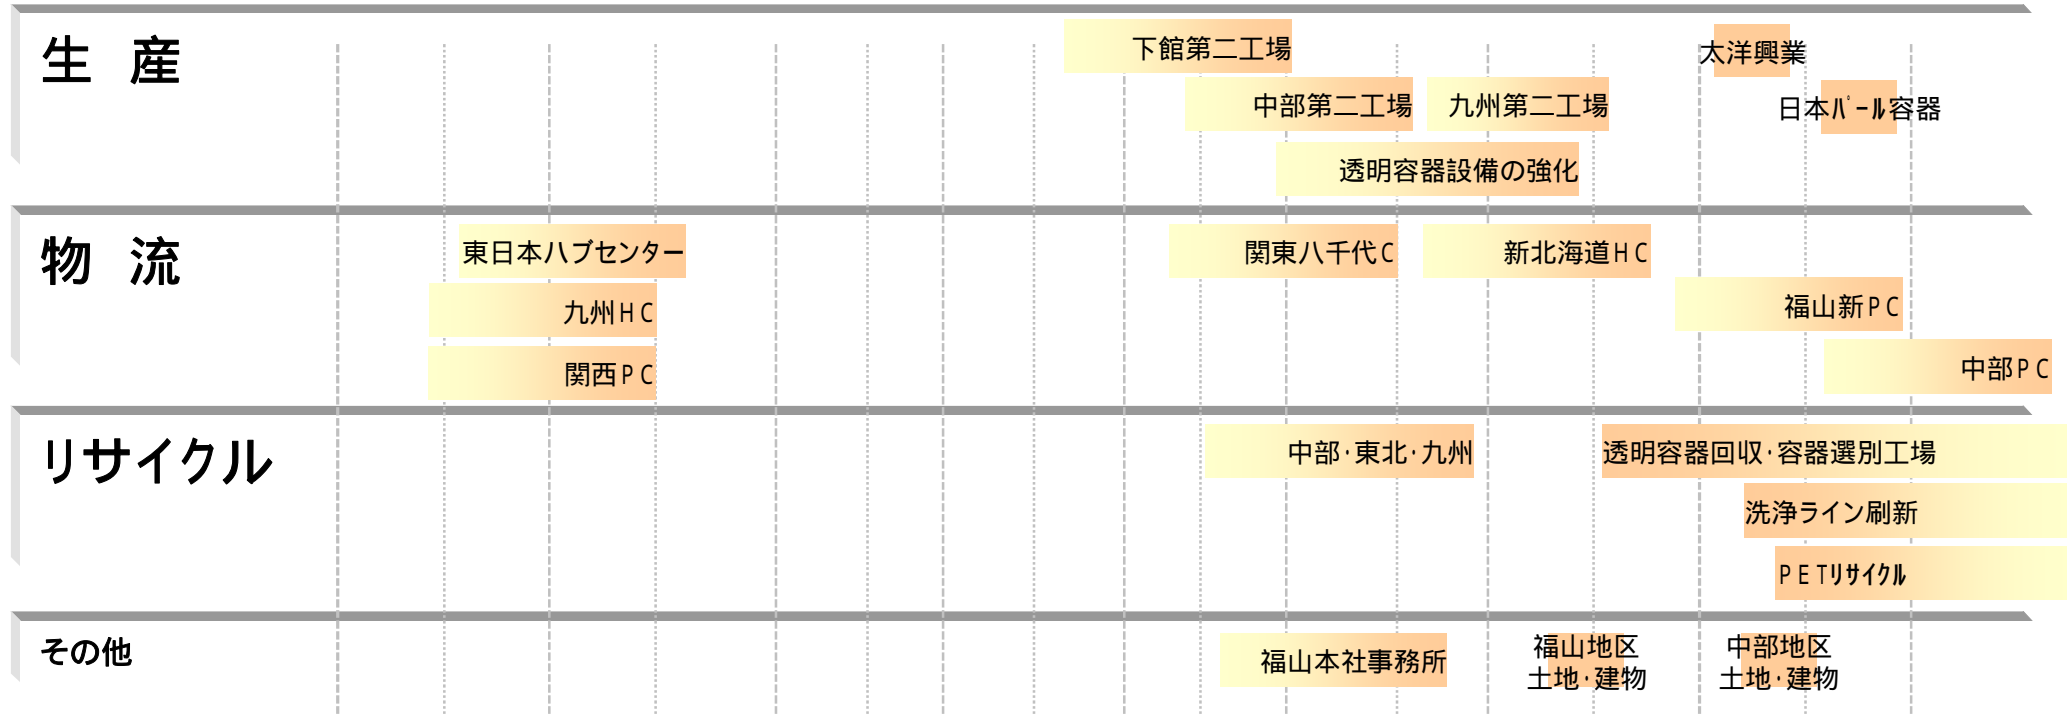 生 産
下館第二工場
太洋興業
中部第二工場
九州第二工場
日本ﾊﾟｰﾙ容器
透明容器設備の強化
物 流
東日本ハブセンター
関東八千代C
新北海道HC
九州HC
福山新PC
関西PC
中部PC
リサイクル
中部･東北･九州
透明容器回収･容器選別工場
洗浄ライン刷新
PETﾘｻｲｸﾙ
その他
福山本社事務所
福山地区
土地･建物
中部地区
土地･建物